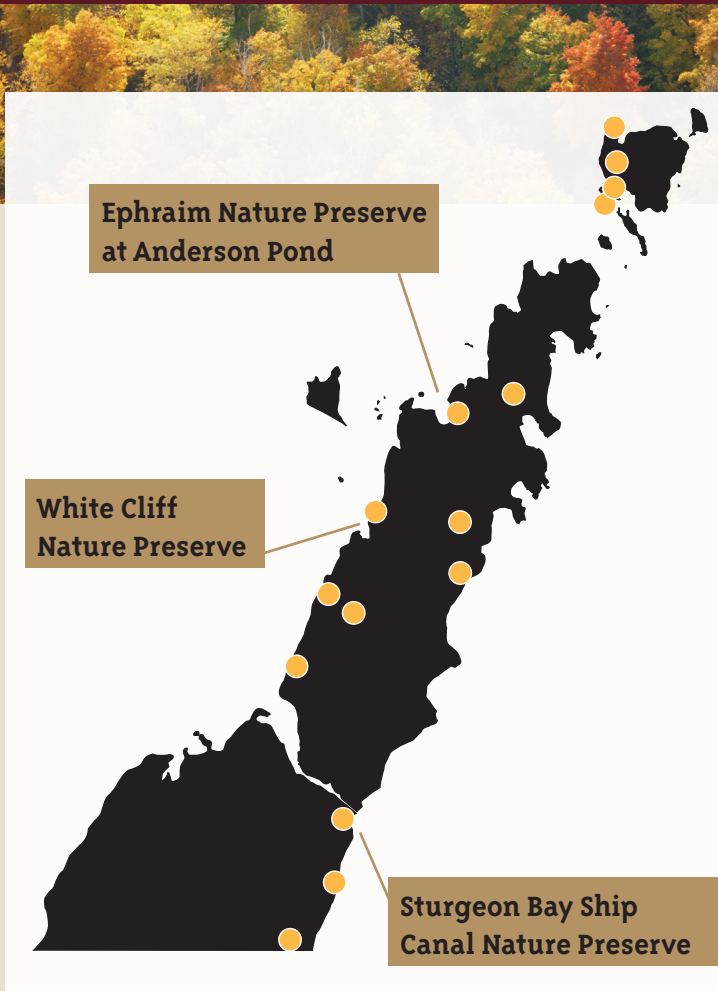 Ephraim Nature Preserve
at Anderson Pond
White Cliff
Nature Preserve
Sturgeon Bay Ship
Canal Nature Preserve